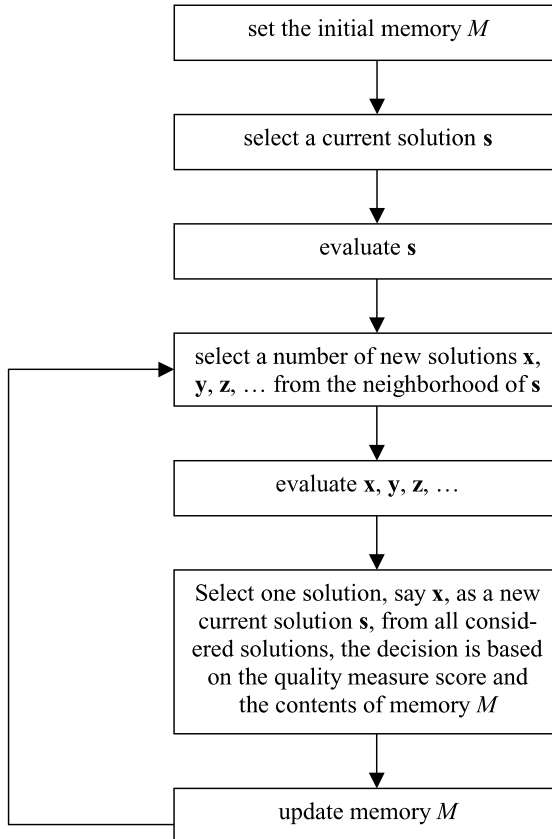 set the initial memory M
select a current solution s
evaluate s
select a number of new solutions x,
y, z, … from the neighborhood of s
evaluate x, y, z, …
Select one solution, say x, as a new
current solution s, from all consid-
ered solutions, the decision is based
on the quality measure score and
the contents of memory M
update memory M